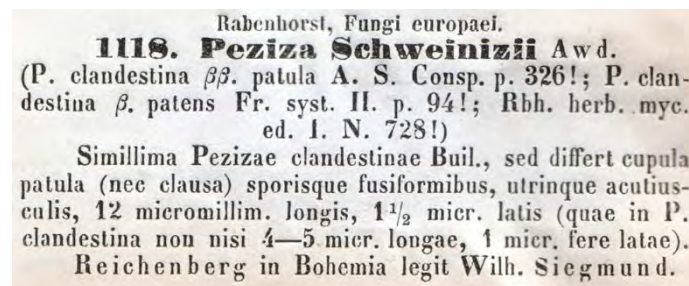 Rabenhorst, Fungi europaei.
1118. Peziza Schweinizii Awd.
(P. clandestina ββ. patula A. S. Consp. p. 326!; P. clan-
destina β. patens Fr. syst. II. p. 94!; Rbh. herb. myc.
ed. I. N. 728!)
Simillima Pezizae clandestinae Bull., sed differt cupula
patula (nec clausa) sporisque fusiformibus, utrinque acutius-
culis, 12 micromillim. longis, 1½ micr. latis (quae in P.
clandestina non nisi 4—5 micr. longae, 1 micr. fere latae).
Reichenberg in Bohemia legit Wilh. Siegmund.